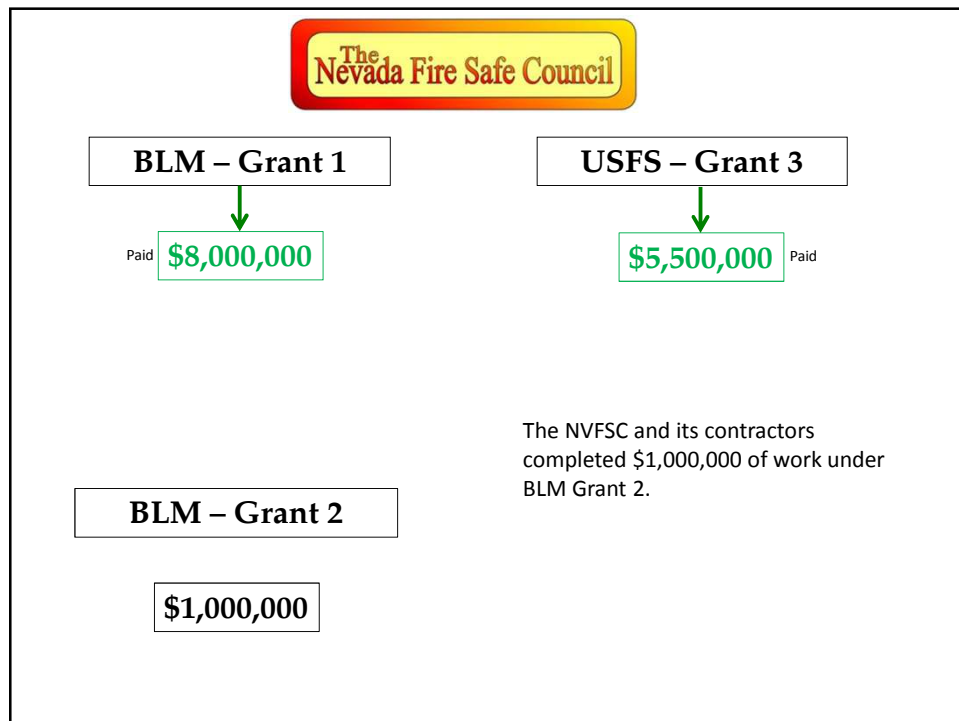 The
Nevada Fire Safe Council
BLM – Grant 1
USFS – Grant 3
Paid $8,000,000
$5,500,000 Paid
The NVFSC and its contractors
completed $1,000,000 of work under
BLM Grant 2.
BLM – Grant 2
$1,000,000